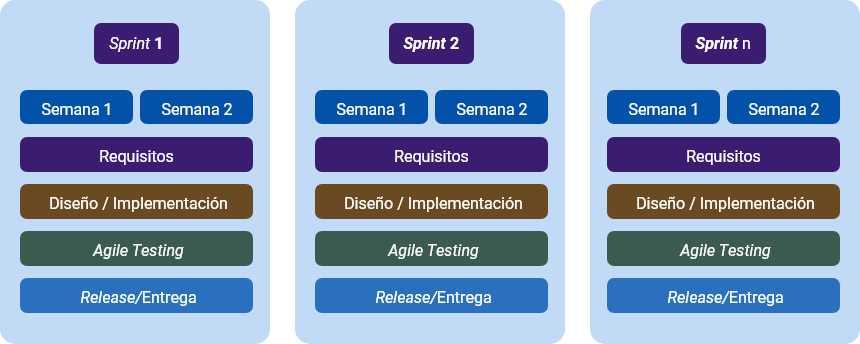 Sprint 1
Semana 1
Semana 2
Requisitos
Diseño / Implementación
Agile Testing
Release/Entrega
Sprint 2
Semana 1
Semana 2
Requisitos
Diseño / Implementación
Agile Testing
Release/Entrega
Sprint n
Semana 1
Semana 2
Requisitos
Diseño / Implementación
Agile Testing
Release/Entrega